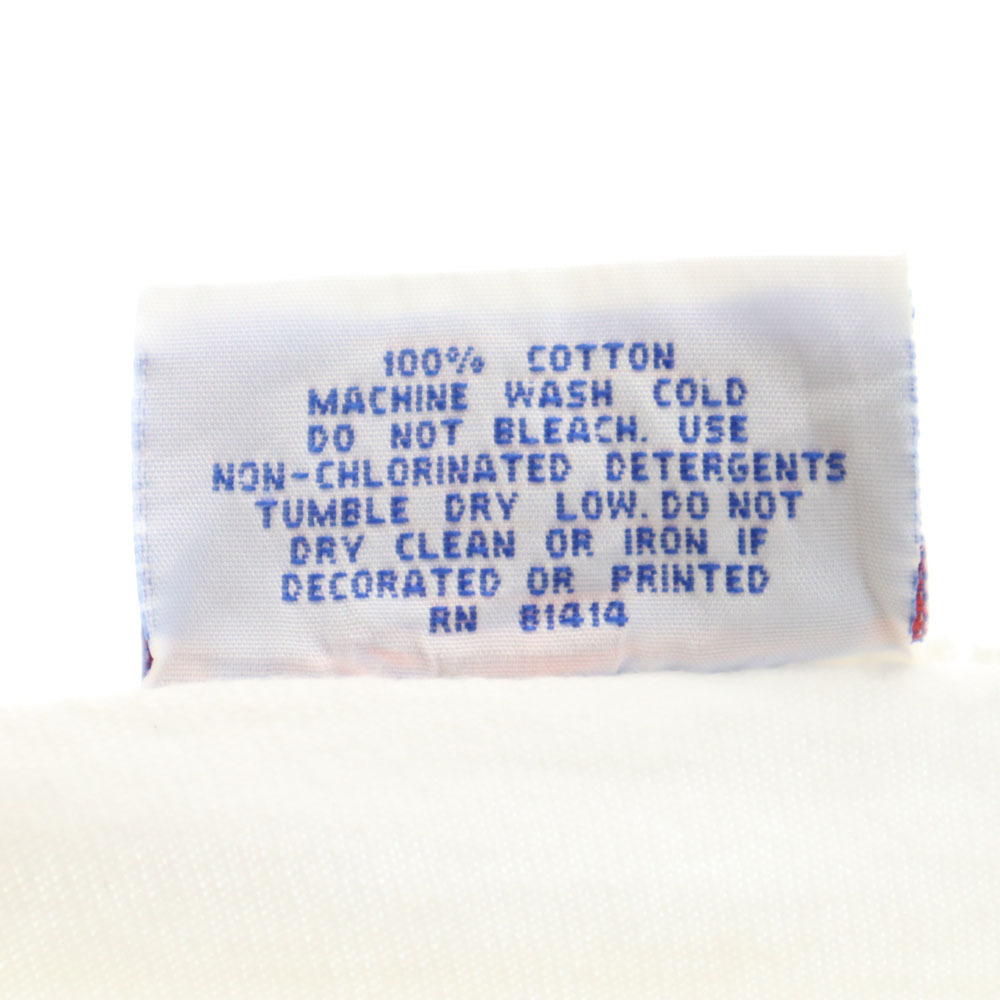 100% COTTON
MACHINE WASH COLD
DO NOT BLEACH. USE
NON-CHLORINATED DETERGENTS
TUMBLE DRY LOW. DO NOT
DRY CLEAN OR IRON IF
DECORATED OR PRINTED
RN 81414